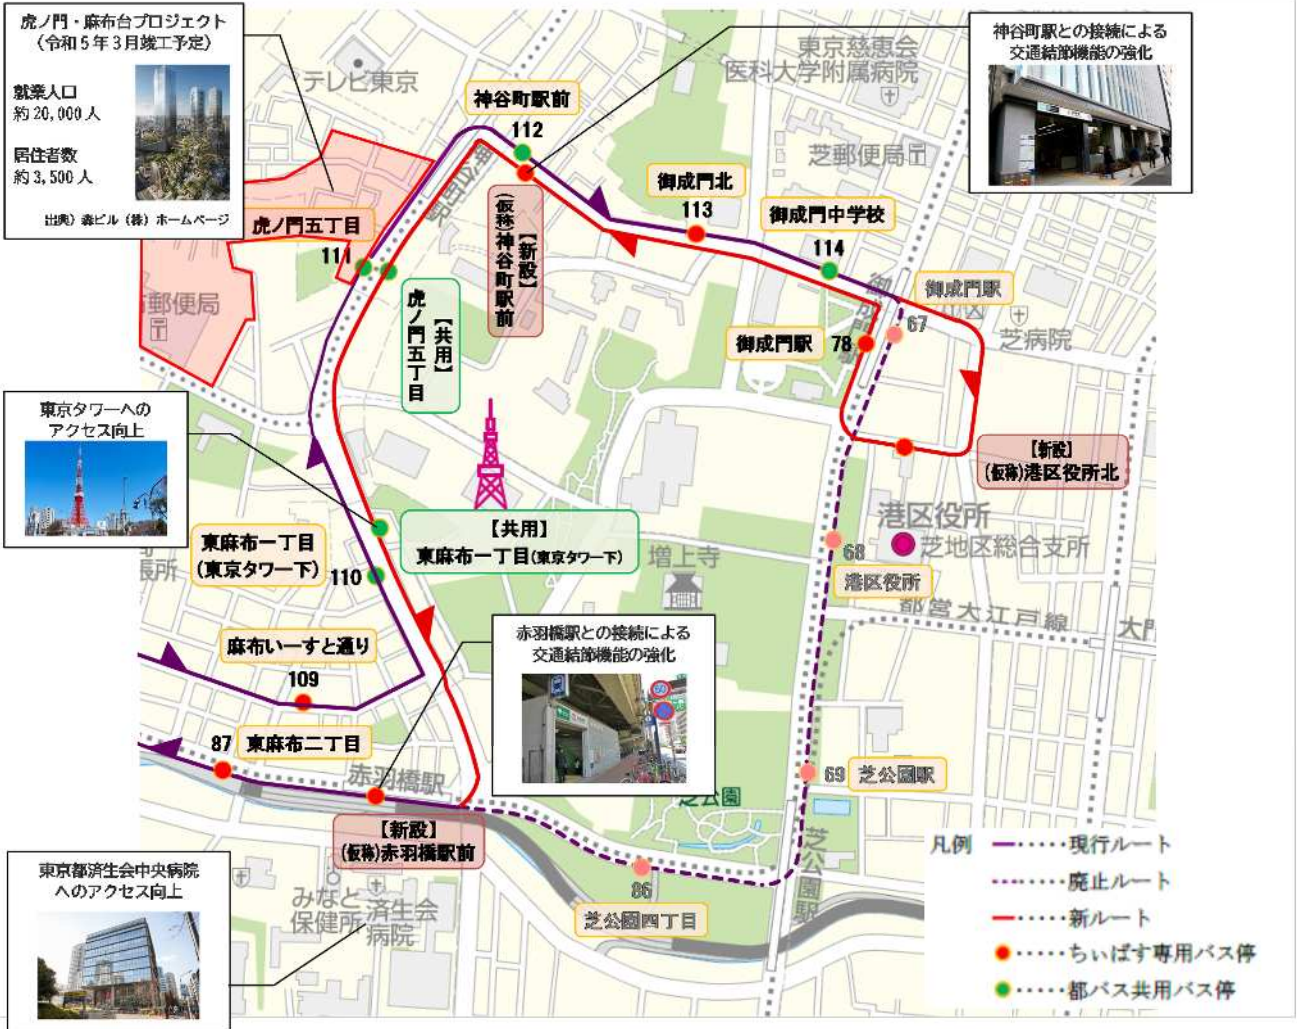 虎ノ門・麻布台プロジェクト
（令和5年3月竣工予定）
就業人口
約20,000人
居住者数
約3,500人
出典）森ビル（株）ホームページ
神谷町駅との接続による
交通結節機能の強化
テレビ東京
東京慈恵会
医科大学附属病院
神谷町駅前
112
芝郵便局
御成門北
113
御成門中学校
114
虎ノ門五丁目
111
神谷町駅
【新設】
(仮称)神谷町駅前
【共用】
虎ノ門五丁目
市郵便局
御成門駅
御成門駅
67
芝病院
御成門駅
78
東京タワーへの
アクセス向上
【新設】
(仮称)港区役所北
【共用】
東麻布一丁目(東京タワー下)
東麻布一丁目
(東京タワー下)
110
増上寺
港区役所
芝地区総合支所
68
港区役所
都営大江戸線
大門
麻布いーすと通り
109
赤羽橋駅との接続による
交通結節機能の強化
87
東麻布二丁目
赤羽橋駅
69
芝公園駅
芝公園
【新設】
(仮称)赤羽橋駅前
86
芝公園四丁目
芝公園駅
東京都済生会中央病院
へのアクセス向上
みなと
保健所
済生会
病院
凡例
・・・・・現行ルート
・・・・・廃止ルート
・・・・・新ルート
・・・・・ちぃばす専用バス停
・・・・・都バス共用バス停